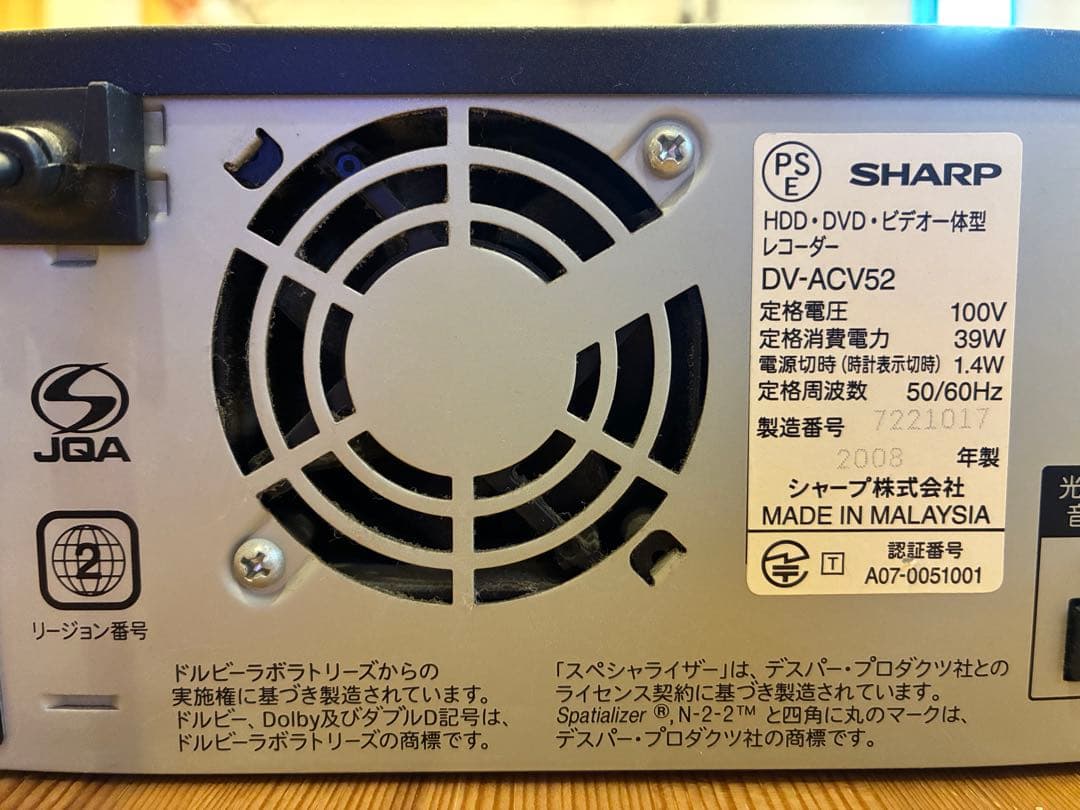 PS
E
SHARP
HDD・DVD・ビデオ一体型
レコーダー
DV-ACV52
定格電圧 100V
定格消費電力 39W
電源切時（時計表示切時） 1.4W
定格周波数 50/60Hz
製造番号 7221017
2008 年製
シャープ株式会社
MADE IN MALAYSIA
T 認証番号
A07-0051001
JQA
2
リージョン番号
光
音
ドルビーラボラトリーズからの
実施権に基づき製造されています。
ドルビー、Dolby及びダブルD記号は、
ドルビーラボラトリーズの商標です。
「スペシャライザー」は、デスパー・プロダクツ社との
ライセンス契約に基づき製造されています。
Spatializer ®, N-2-2™ と四角に丸のマークは、
デスパー・プロダクツ社の商標です。